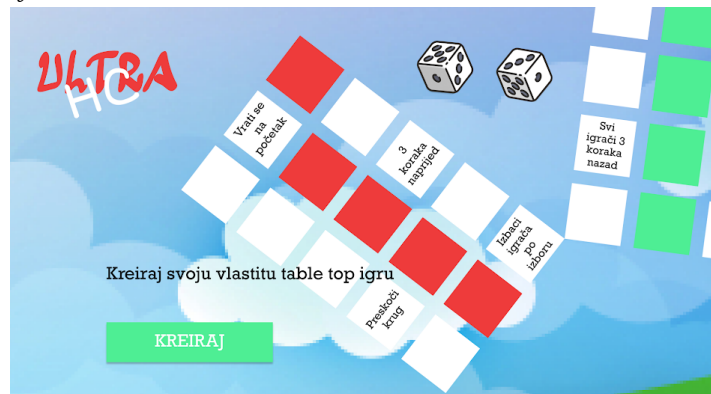 ULTRA
HC
Vrati se
na
početak
3
koraka
naprijed
Izbaci
igrača
po
izboru
Svi
igrači 3
koraka
nazad
Kreiraj svoju vlastitu table top igru
Preskoči
krug
KREIRAJ